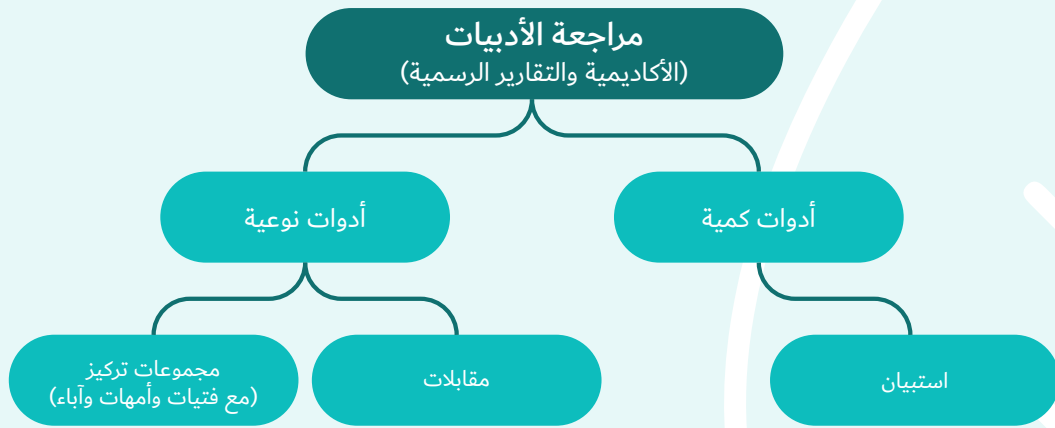 مراجعة الأدبيات
(الأكاديمية والتقارير الرسمية)
أدوات كمية
أدوات نوعية
استبيان
مقابلات
مجموعات تركيز
(مع فتيات وأمهات وآباء)